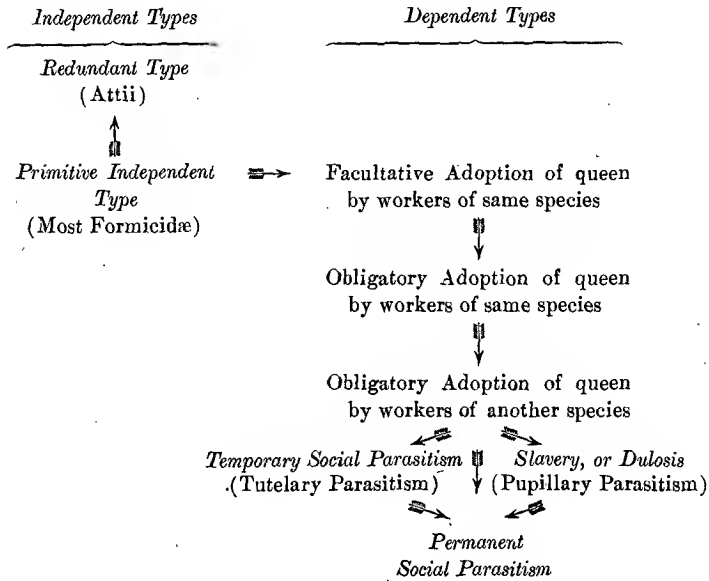 Independent Types
Dependent Types
Redundant Type
(Attii)
Primitive Independent
Type
(Most Formicidæ)
Facultative Adoption of queen
by workers of same species
Obligatory Adoption of queen
by workers of same species
Obligatory Adoption of queen
by workers of another species
Temporary Social Parasitism
(Tutelary Parasitism)
Slavery, or Dulosis
(Pupillary Parasitism)
Permanent
Social Parasitism